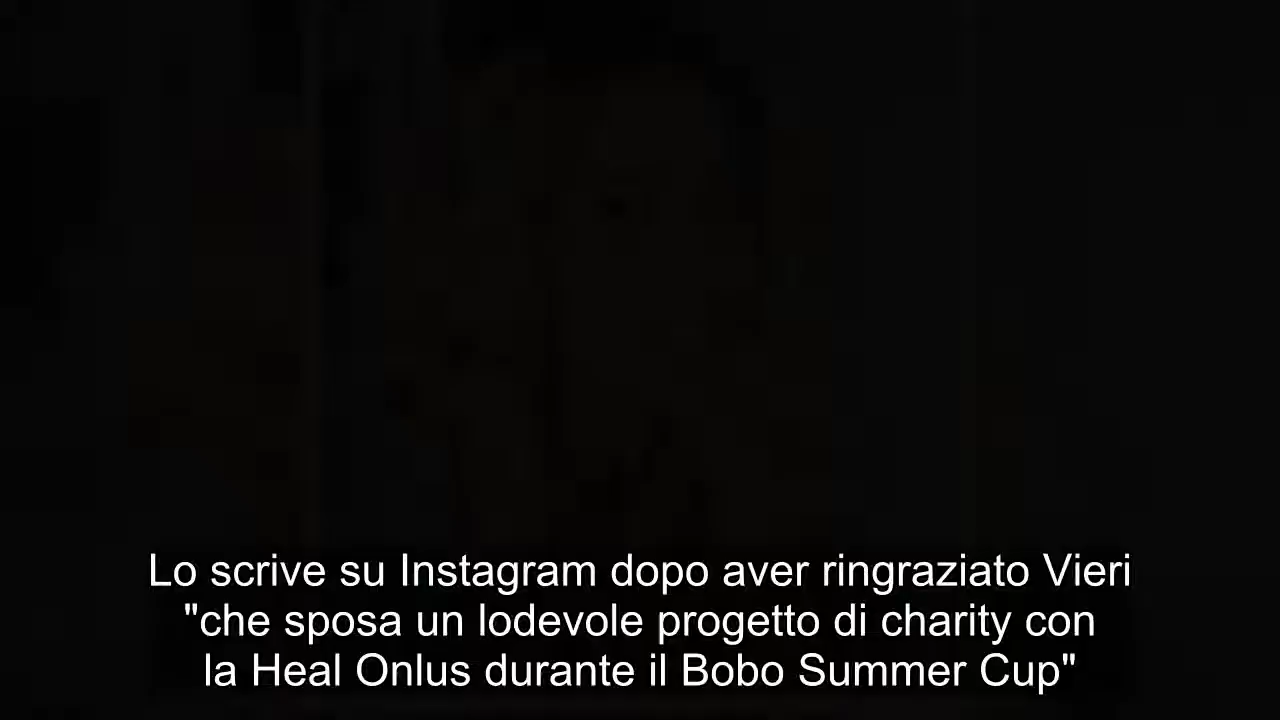 Lo scrive su Instagram dopo aver ringraziato Vieri
"che sposa un lodevole progetto di charity con
la Heal Onlus durante il Bobo Summer Cup"